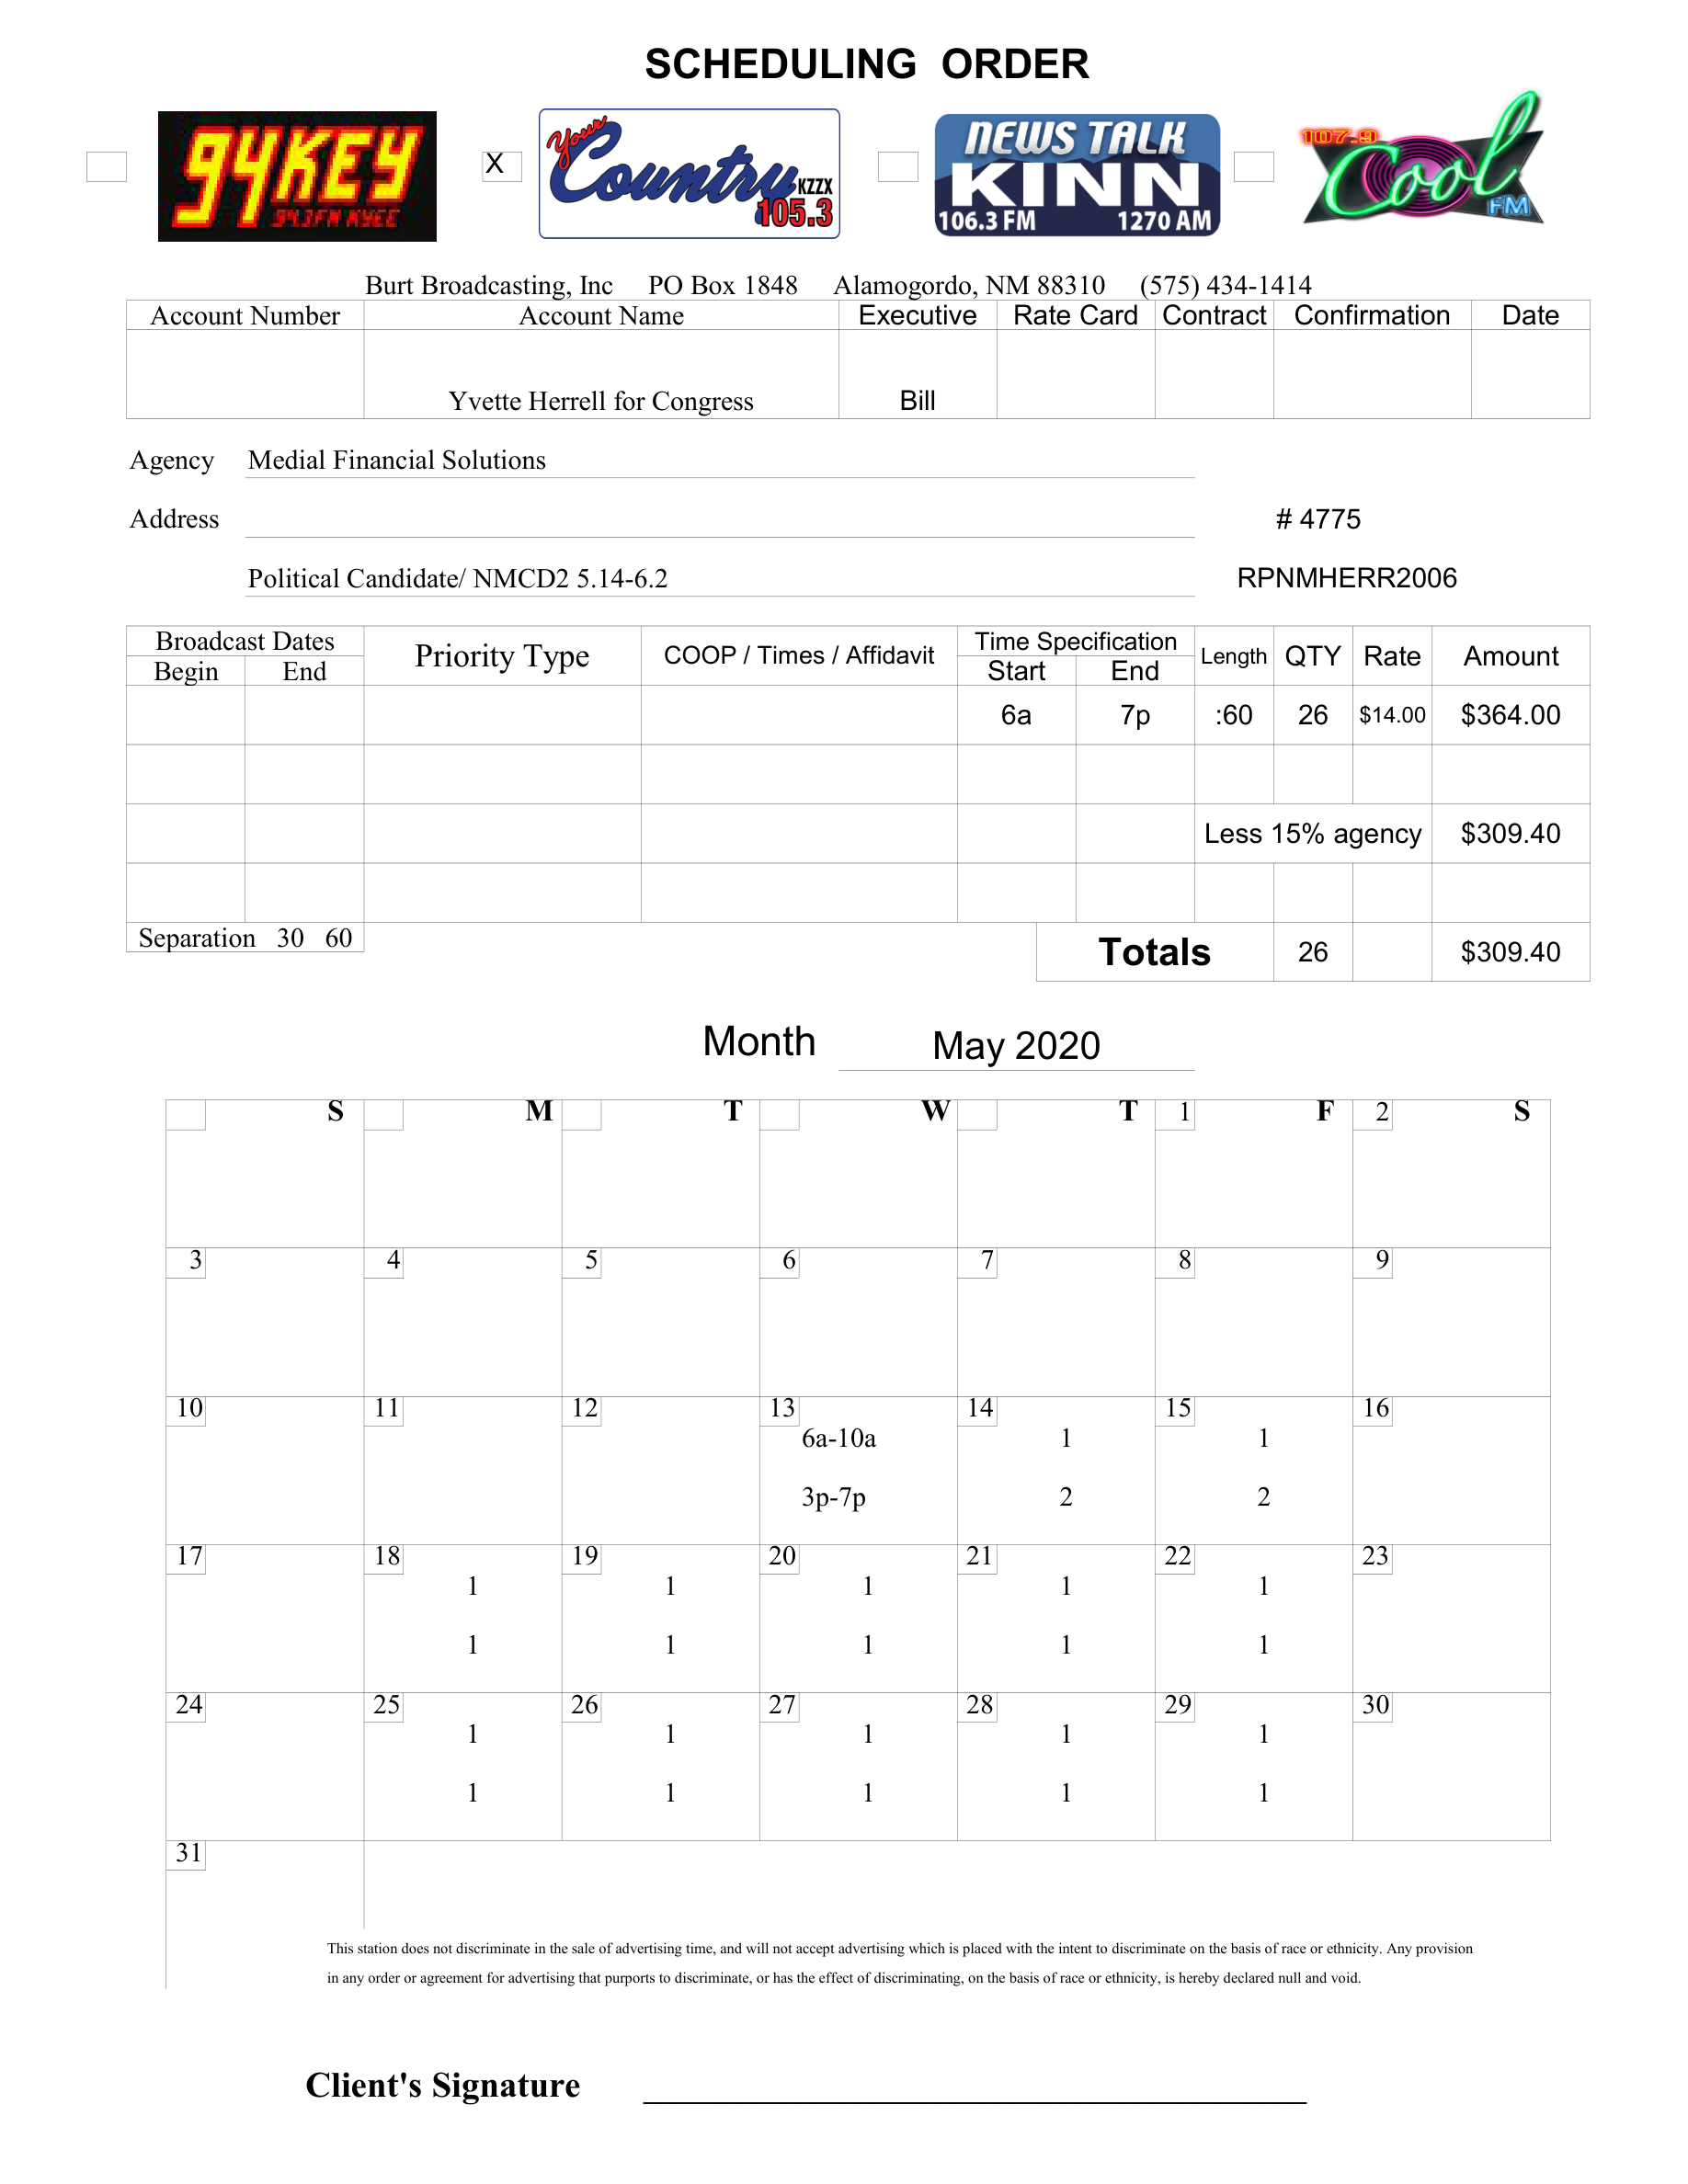 SCHEDULING ORDER
94KEY
94.3FM KYEE
X
Your Country KZZX 105.3
NEWS TALK
KINN
106.3 FM 1270 AM
107.9 Cool FM
Burt Broadcasting, Inc PO Box 1848 Alamogordo, NM 88310 (575) 434-1414
Account Number Account Name Executive Rate Card Contract Confirmation Date
Yvette Herrell for Congress Bill
Agency Medial Financial Solutions
Address # 4775
Political Candidate/ NMCD2 5.14-6.2 RPNMHERR2006
Broadcast Dates Priority Type COOP / Times / Affidavit Time Specification Length QTY Rate Amount
Begin End Start End
6a 7p :60 26 $14.00 $364.00
Less 15% agency $309.40
Separation 30 60
Totals 26 $309.40
Month May 2020
S M T W T 1 F 2 S
3 4 5 6 7 8 9
10 11 12 13 14 15 16
6a-10a 1 1
3p-7p 2 2
17 18 19 20 21 22 23
1 1 1 1 1
1 1 1 1 1
24 25 26 27 28 29 30
1 1 1 1 1
1 1 1 1 1
31
This station does not discriminate in the sale of advertising time, and will not accept advertising which is placed with the intent to discriminate on the basis of race or ethnicity. Any provision
in any order or agreement for advertising that purports to discriminate, or has the effect of discriminating, on the basis of race or ethnicity, is hereby declared null and void.
Client's Signature